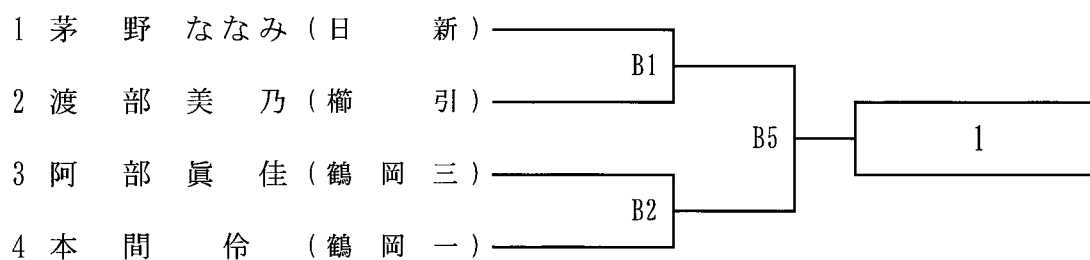 1 茅野ななみ(日新)
B1
2 渡部美乃(櫛引)
B5
1
3 阿部眞佳(鶴岡三)
B2
4 本間伶(鶴岡一)